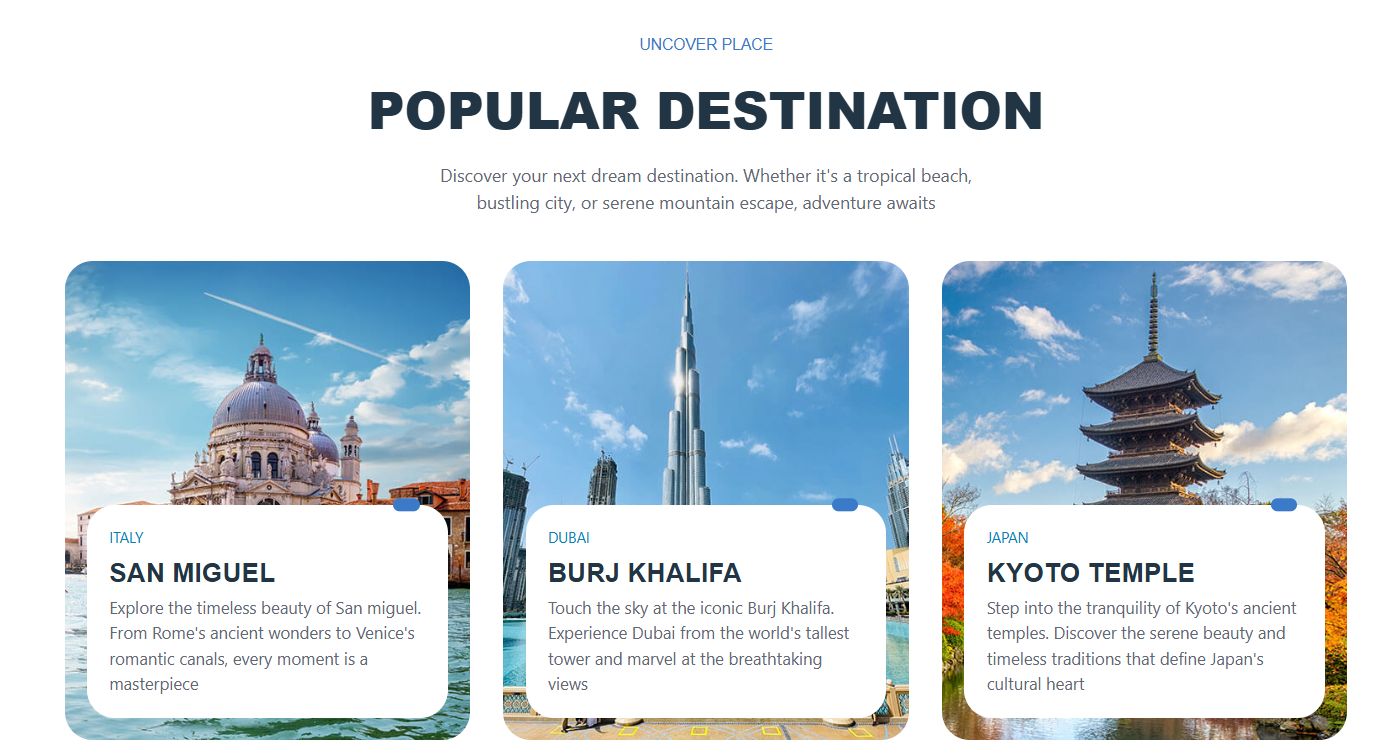 UNCOVER PLACE
POPULAR DESTINATION
Discover your next dream destination. Whether it's a tropical beach,
bustling city, or serene mountain escape, adventure awaits
ITALY
SAN MIGUEL
Explore the timeless beauty of San miguel.
From Rome's ancient wonders to Venice's
romantic canals, every moment is a
masterpiece
DUBAI
BURJ KHALIFA
Touch the sky at the iconic Burj Khalifa.
Experience Dubai from the world's tallest
tower and marvel at the breathtaking
views
JAPAN
KYOTO TEMPLE
Step into the tranquility of Kyoto's ancient
temples. Discover the serene beauty and
timeless traditions that define Japan's
cultural heart